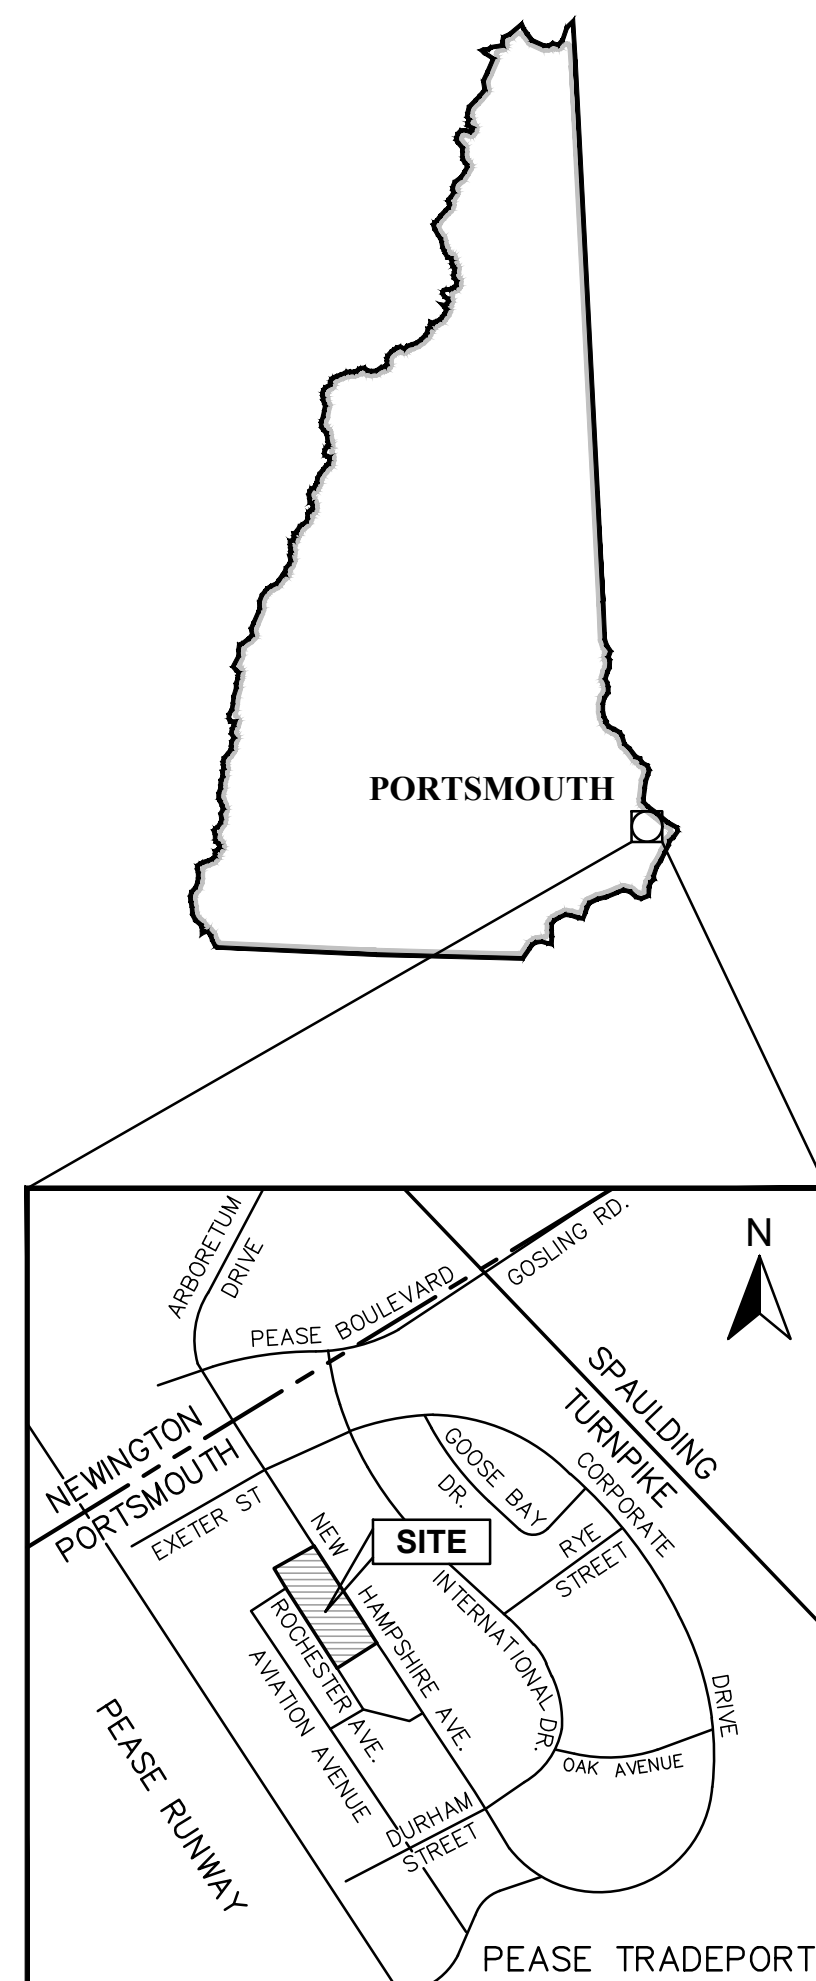 PORTSMOUTH
ARBORETUM
DRIVE
PEASE BOULEVARD
GOSLING RD.
N
SPAULDING
TURNPIKE
NEWINGTON
PORTSMOUTH
EXETER ST
GOOSE BAY
DR.
CORPORATE
DRIVE
RYE
STREET
NEW
HAMPSHIRE AVE.
SITE
INTERNATIONAL DR.
ROCHESTER AVE.
AVIATION AVENUE
OAK AVENUE
PEASE RUNWAY
DURHAM
STREET
PEASE TRADEPORT